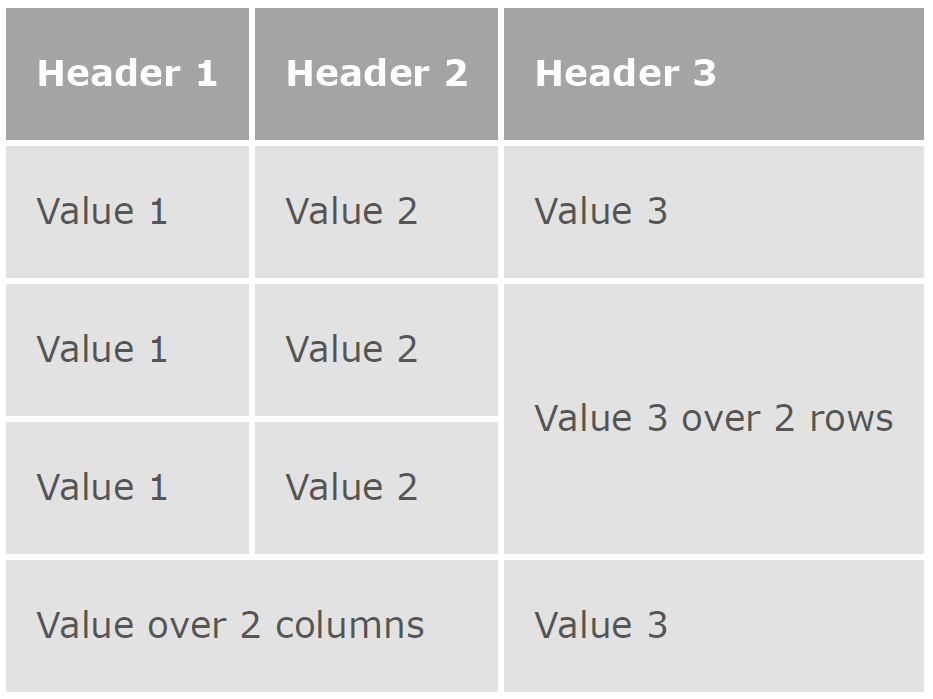 Header 1 Header 2 Header 3
Value 1 Value 2 Value 3
Value 1 Value 2
Value 3 over 2 rows
Value 1 Value 2
Value over 2 columns Value 3